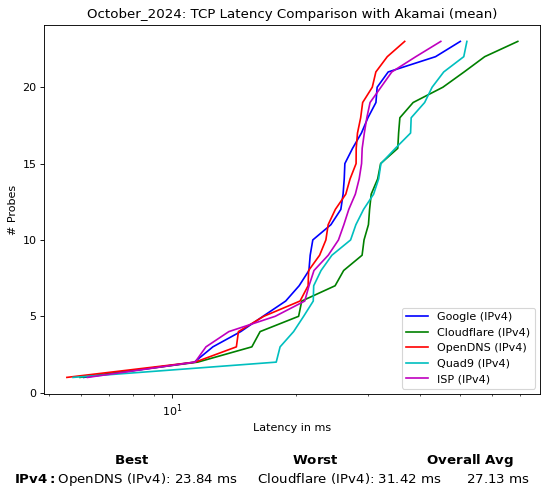 October_2024: TCP Latency Comparison with Akamai (mean)
# Probes
20
15
10
5
0
10¹
Latency in ms
Google (IPv4)
Cloudflare (IPv4)
OpenDNS (IPv4)
Quad9 (IPv4)
ISP (IPv4)
Best Worst Overall Avg
IPv4: OpenDNS (IPv4): 23.84 ms Cloudflare (IPv4): 31.42 ms 27.13 ms